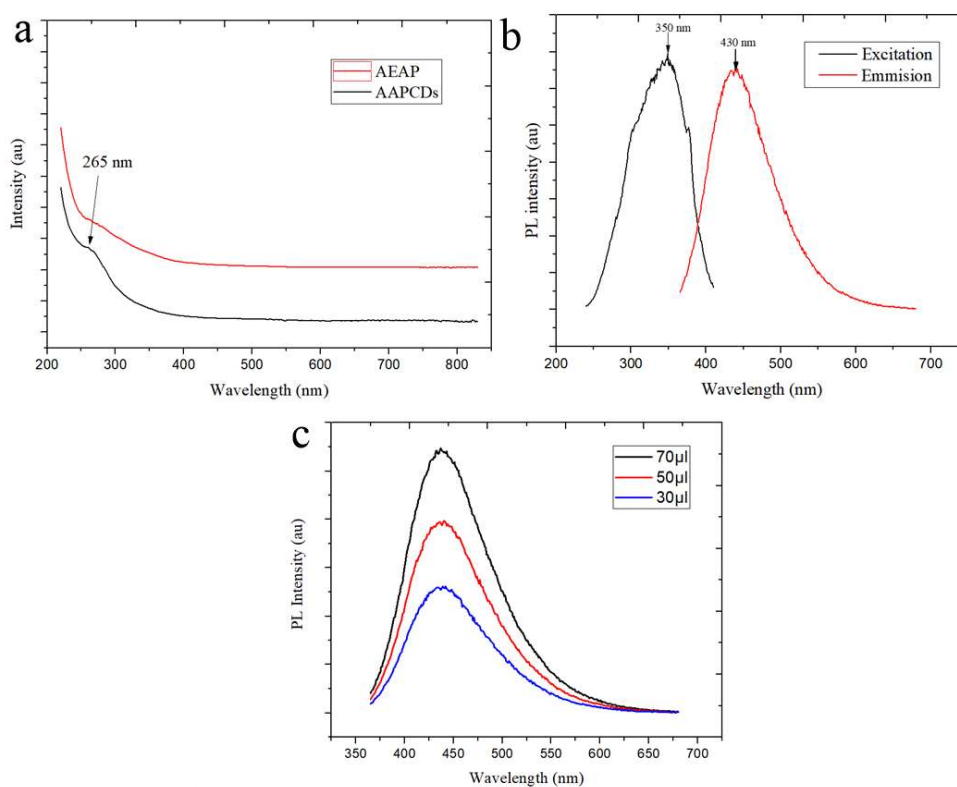 a
AEAP
AAPCDs
265 nm
Intensity (au)
200 300 400 500 600 700 800
Wavelength (nm)
b
350 nm
430 nm
Excitation
Emmision
PL intensity (au)
200 300 400 500 600 700
Wavelength (nm)
c
70µl
50µl
30µl
PL Intensity (au)
350 400 450 500 550 600 650 700
Wavelength (nm)